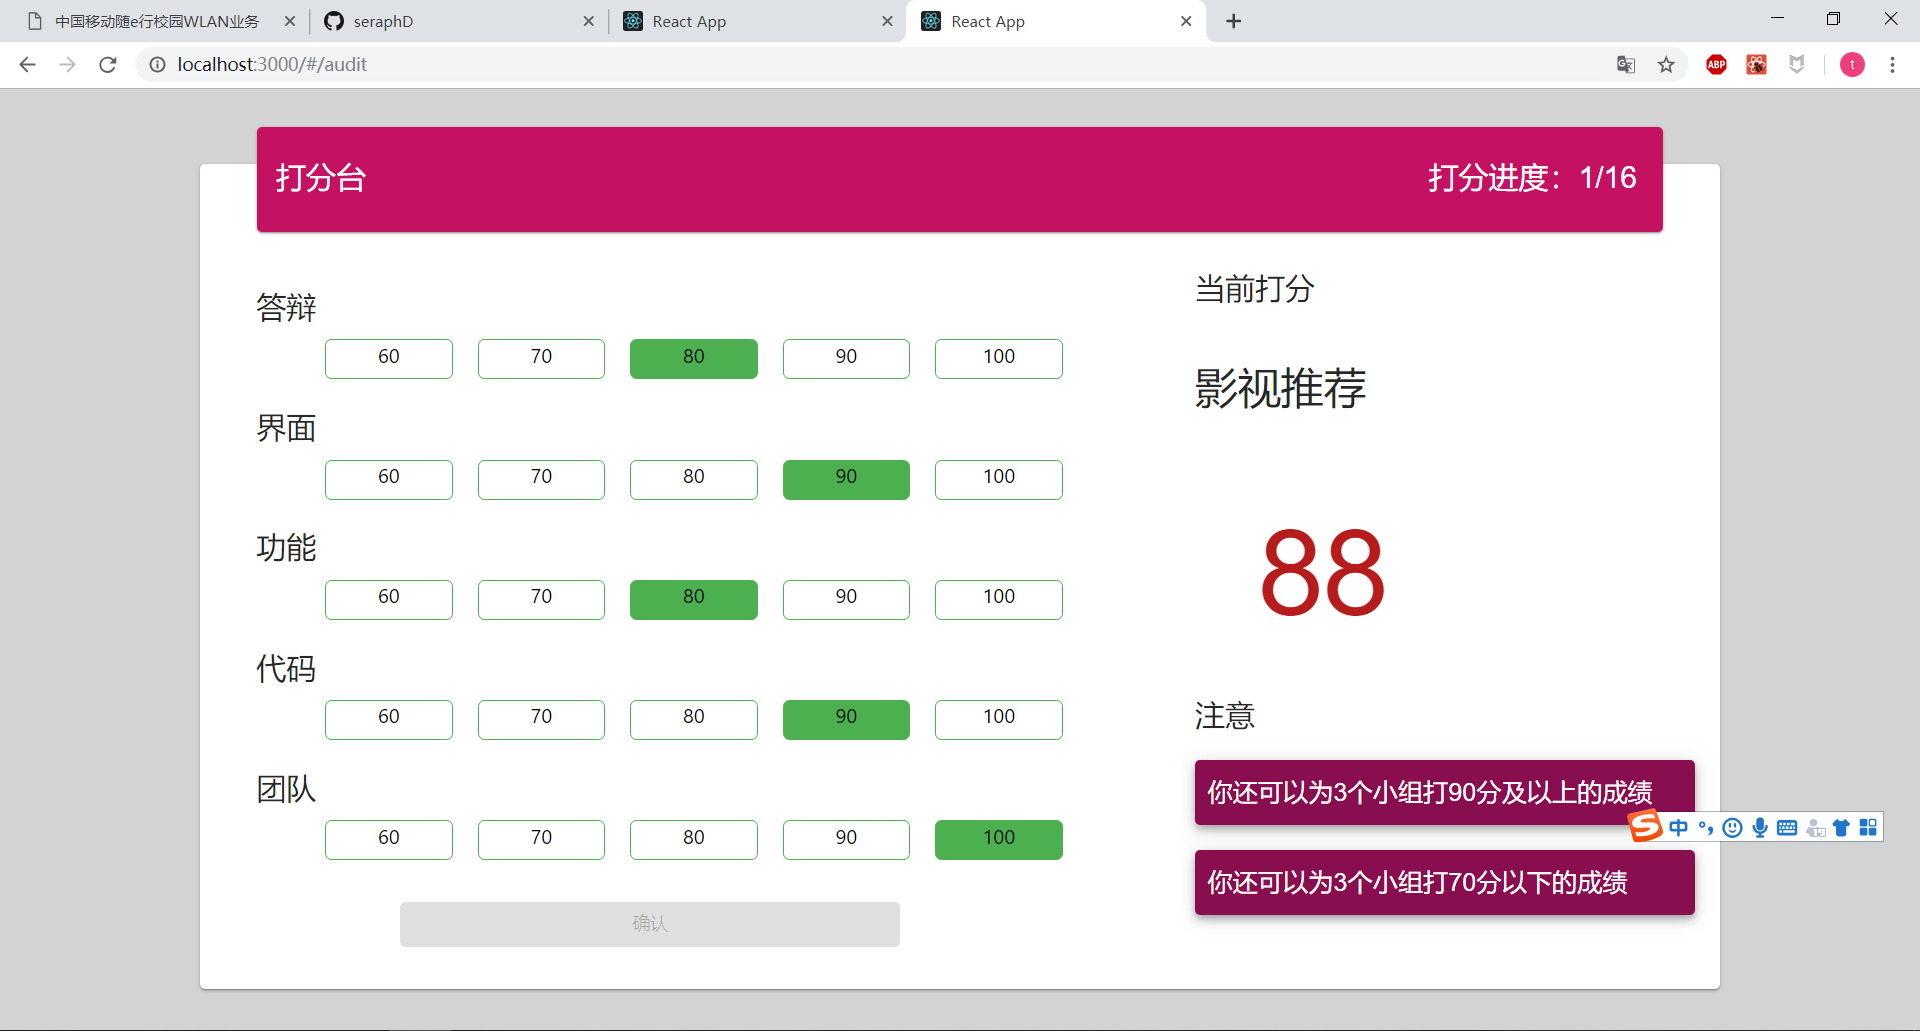 中国移动随e行校园WLAN业务
seraphD
React App
React App
localhost:3000/#/audit
ABP
t
打分台
打分进度：1/16
答辩
60 70 80 90 100
界面
60 70 80 90 100
功能
60 70 80 90 100
代码
60 70 80 90 100
团队
60 70 80 90 100
确认
当前打分
影视推荐
88
注意
你还可以为3个小组打90分及以上的成绩
中
你还可以为3个小组打70分以下的成绩